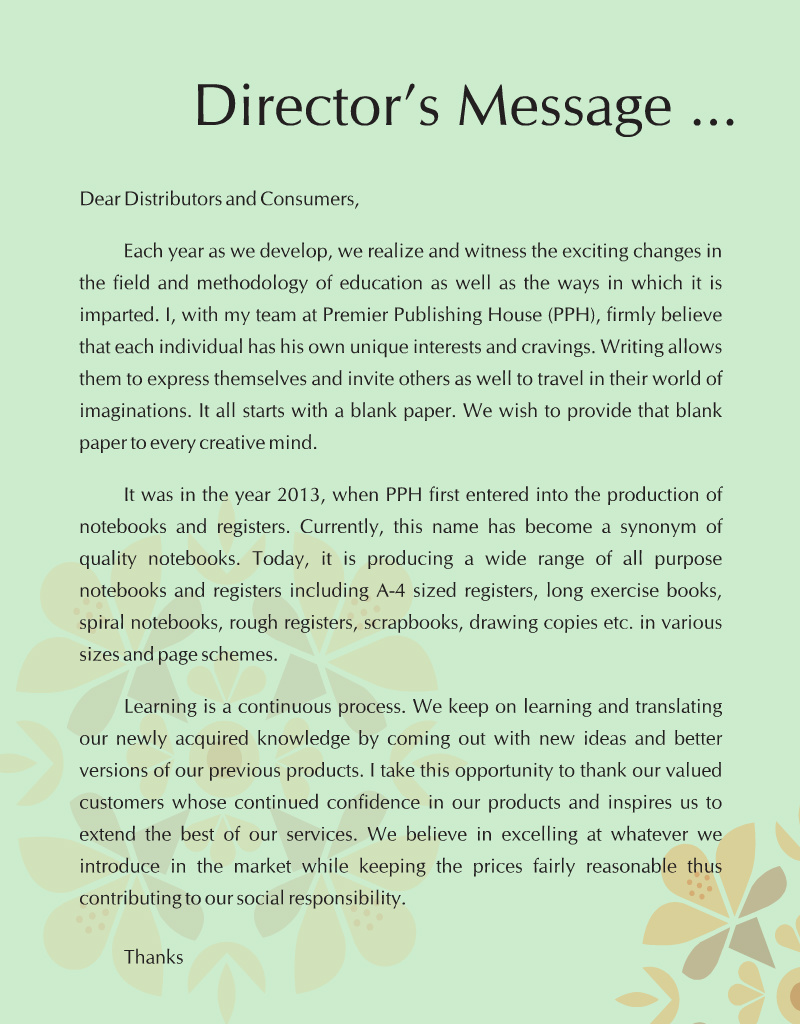 Director’s Message ...
Dear Distributors and Consumers,
Each year as we develop, we realize and witness the exciting changes in
the field and methodology of education as well as the ways in which it is
imparted. I, with my team at Premier Publishing House (PPH), firmly believe
that each individual has his own unique interests and cravings. Writing allows
them to express themselves and invite others as well to travel in their world of
imaginations. It all starts with a blank paper. We wish to provide that blank
paper to every creative mind.
It was in the year 2013, when PPH first entered into the production of
notebooks and registers. Currently, this name has become a synonym of
quality notebooks. Today, it is producing a wide range of all purpose
notebooks and registers including A-4 sized registers, long exercise books,
spiral notebooks, rough registers, scrapbooks, drawing copies etc. in various
sizes and page schemes.
Learning is a continuous process. We keep on learning and translating
our newly acquired knowledge by coming out with new ideas and better
versions of our previous products. I take this opportunity to thank our valued
customers whose continued confidence in our products and inspires us to
extend the best of our services. We believe in excelling at whatever we
introduce in the market while keeping the prices fairly reasonable thus
contributing to our social responsibility.
Thanks